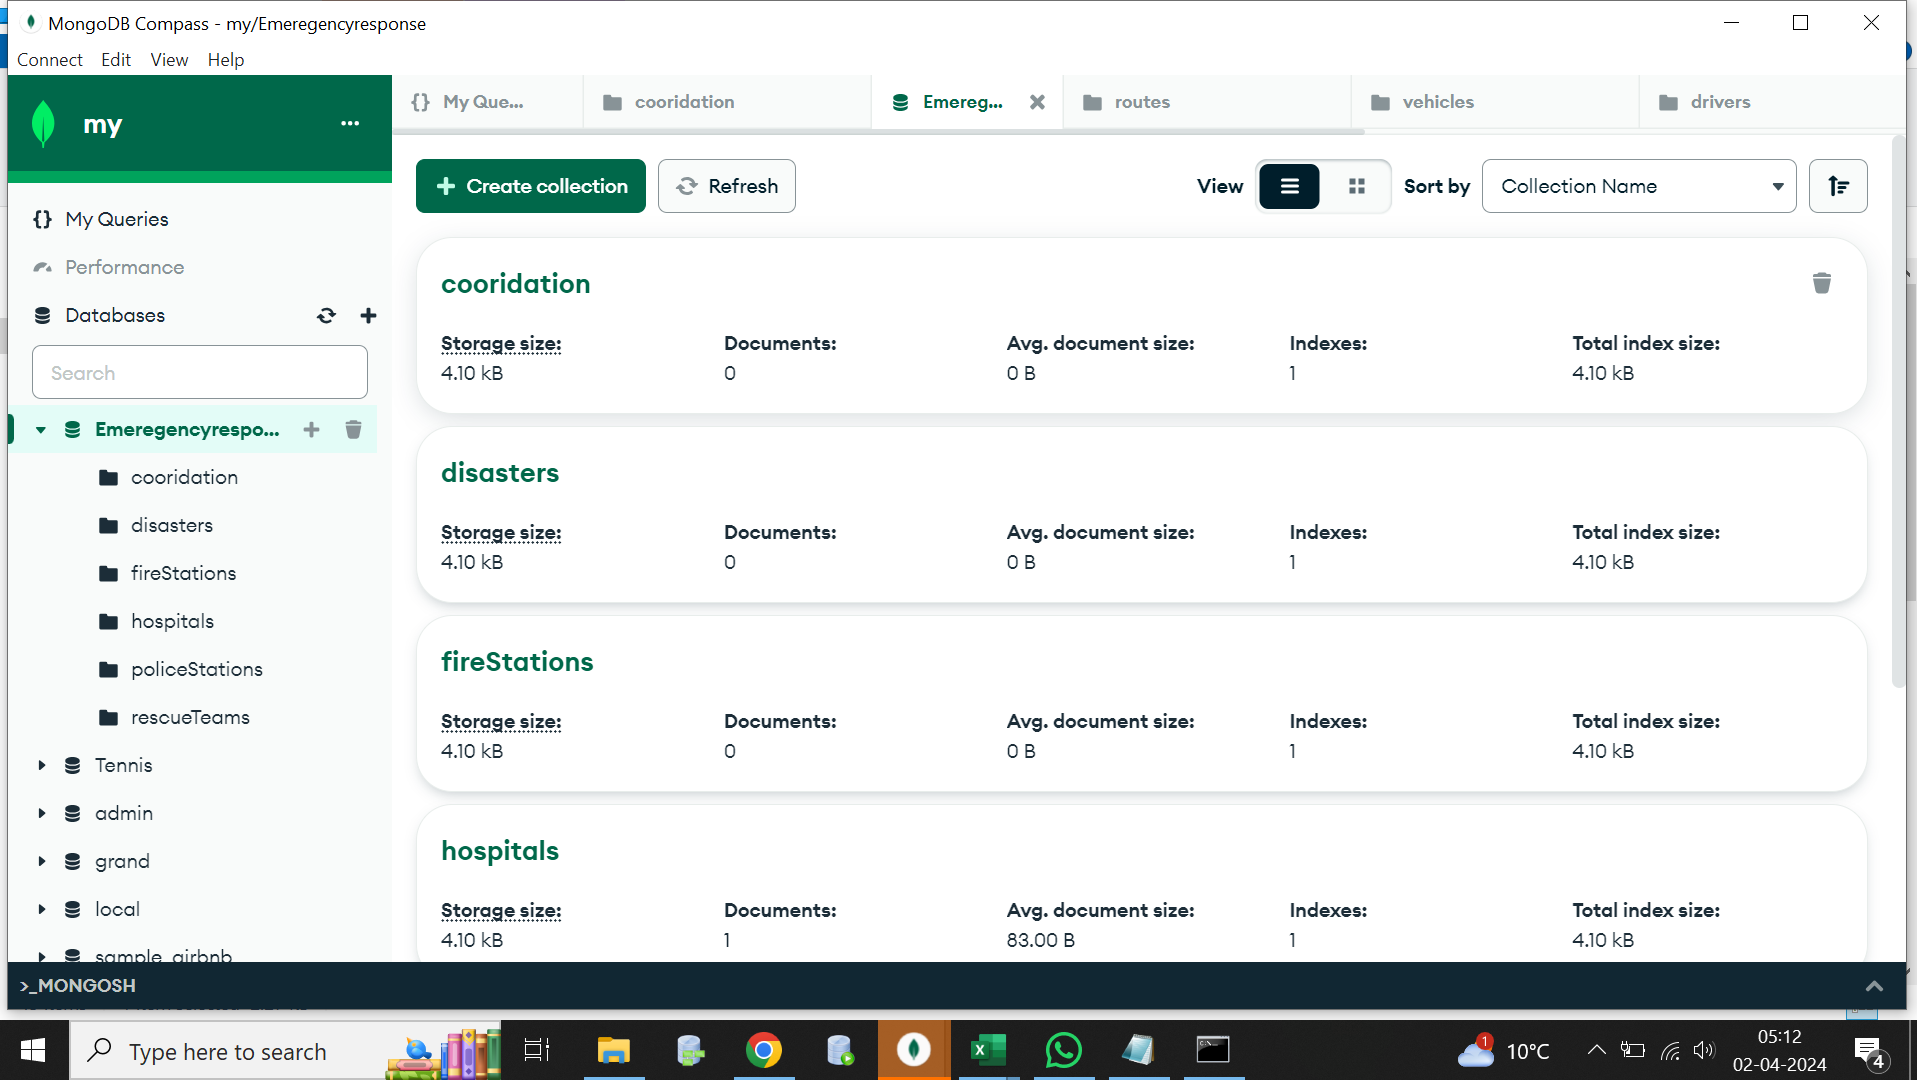 MongoDB Compass - my/Emeregencyresponse
Connect Edit View Help
my
My Que... cooridation Emereg... routes vehicles drivers
Create collection Refresh View Sort by Collection Name
My Queries
Performance
Databases
Search
Emeregencyrespo...
cooridation
disasters
fireStations
hospitals
policeStations
rescueTeams
Tennis
admin
grand
local
sample_airbnb
cooridation
Storage size: Documents: Avg. document size: Indexes: Total index size:
4.10 kB 0 0 B 1 4.10 kB
disasters
Storage size: Documents: Avg. document size: Indexes: Total index size:
4.10 kB 0 0 B 1 4.10 kB
fireStations
Storage size: Documents: Avg. document size: Indexes: Total index size:
4.10 kB 0 0 B 1 4.10 kB
hospitals
Storage size: Documents: Avg. document size: Indexes: Total index size:
4.10 kB 1 83.00 B 1 4.10 kB
>_MONGOSH
Type here to search
1
10°C
05:12
02-04-2024
4